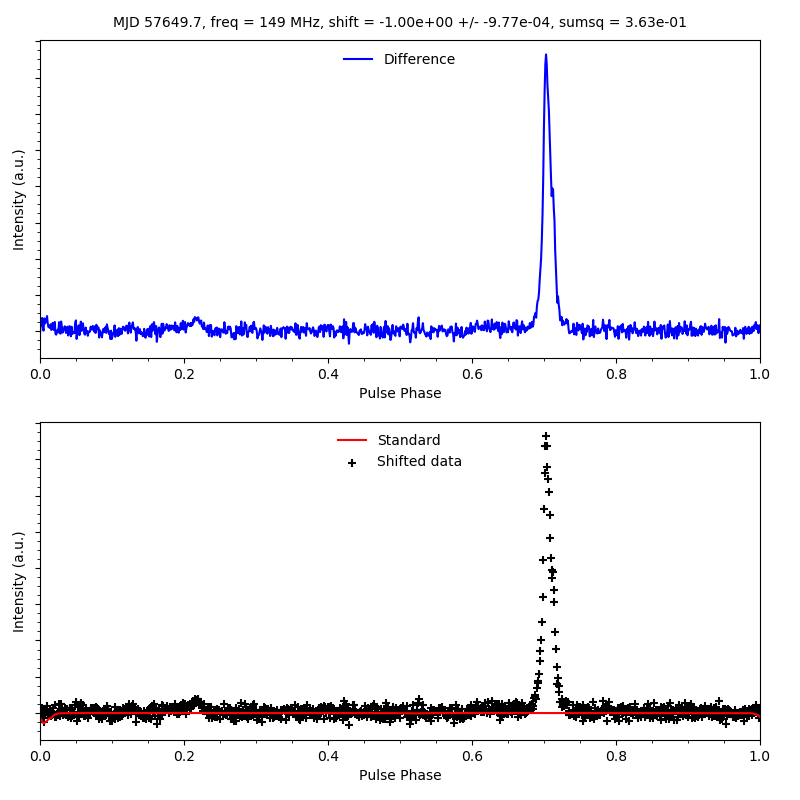 MJD 57649.7, freq = 149 MHz, shift = -1.00e+00 +/- -9.77e-04, sumsq = 3.63e-01
Difference
Intensity (a.u.)
0.0 0.2 0.4 0.6 0.8 1.0
Pulse Phase
Standard
Shifted data
Intensity (a.u.)
0.0 0.2 0.4 0.6 0.8 1.0
Pulse Phase